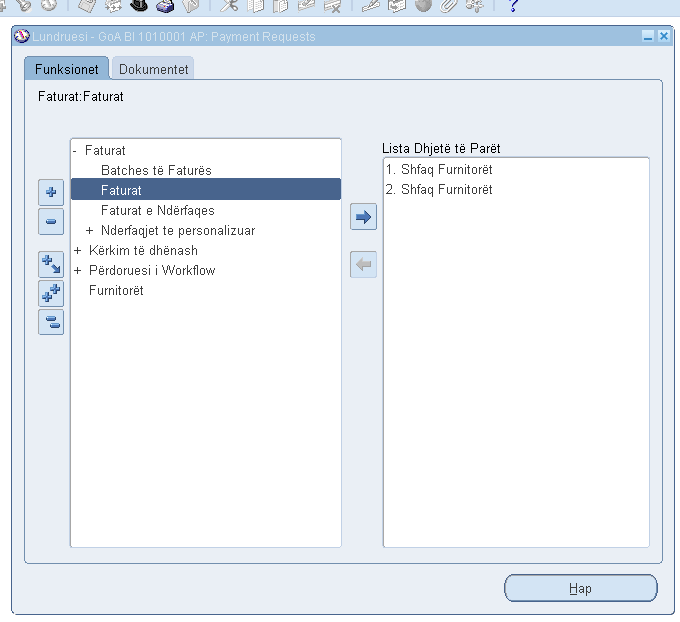 Lundruesi - GoA BI 1010001 AP: Payment Requests
Funksionet
Dokumentet
Faturat:Faturat
- Faturat
Batches të Faturës
Faturat
Faturat e Ndërfaqes
+ Nderfaqjet te personalizuar
+ Kërkim të dhënash
+ Përdoruesi i Workflow
Furnitorët
Lista Dhjetë të Parët
1. Shfaq Furnitorët
2. Shfaq Furnitorët
Hap